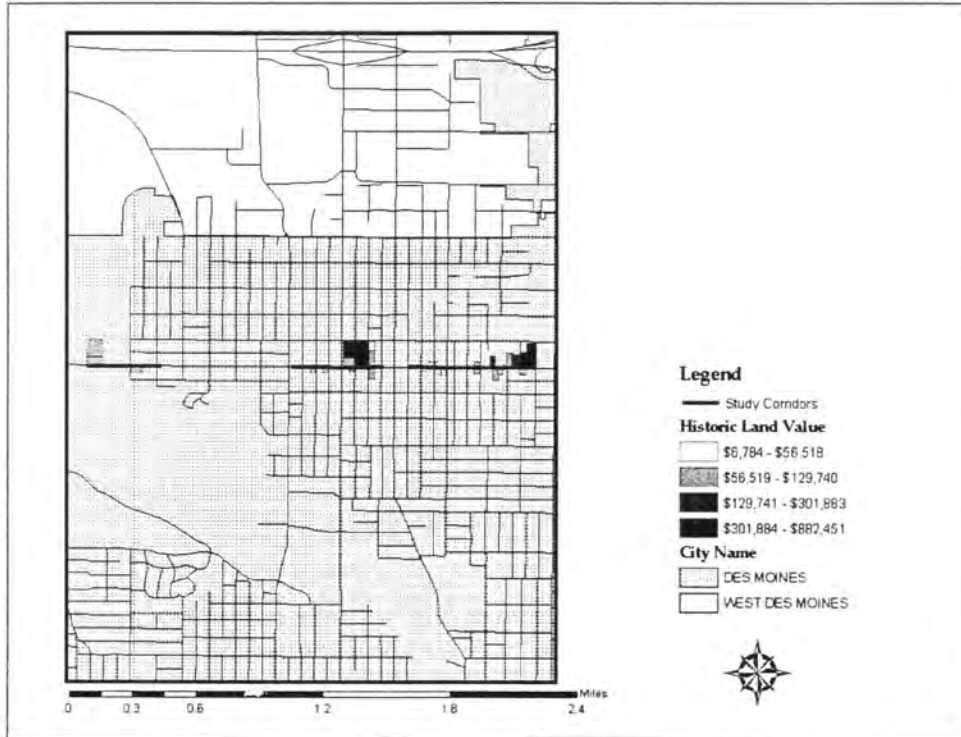 Legend
Study Corridors
Historic Land Value
$6,784 - $56,518
$56,519 - $129,740
$129,741 - $301,883
$301,884 - $882,451
City Name
DES MOINES
WEST DES MOINES
Miles
0 0.3 0.6 1.2 1.8 2.4